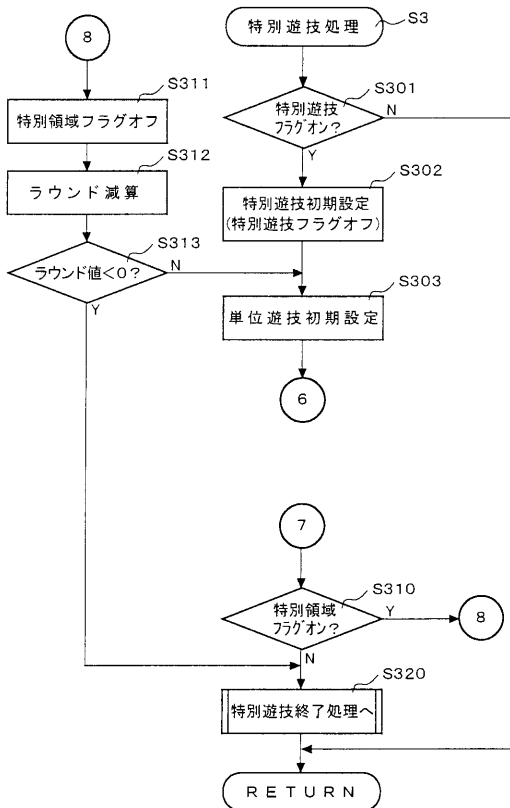 8
S311
特別領域フラグオフ
S312
ラウンド減算
S313
ラウンド値<0?
N
Y
特別遊技処理
S3
S301
特別遊技
フラグオン?
N
Y
S302
特別遊技初期設定
(特別遊技フラグオフ)
S303
単位遊技初期設定
6
7
S310
特別領域
フラグオン?
Y
8
N
S320
特別遊技終了処理へ
RETURN